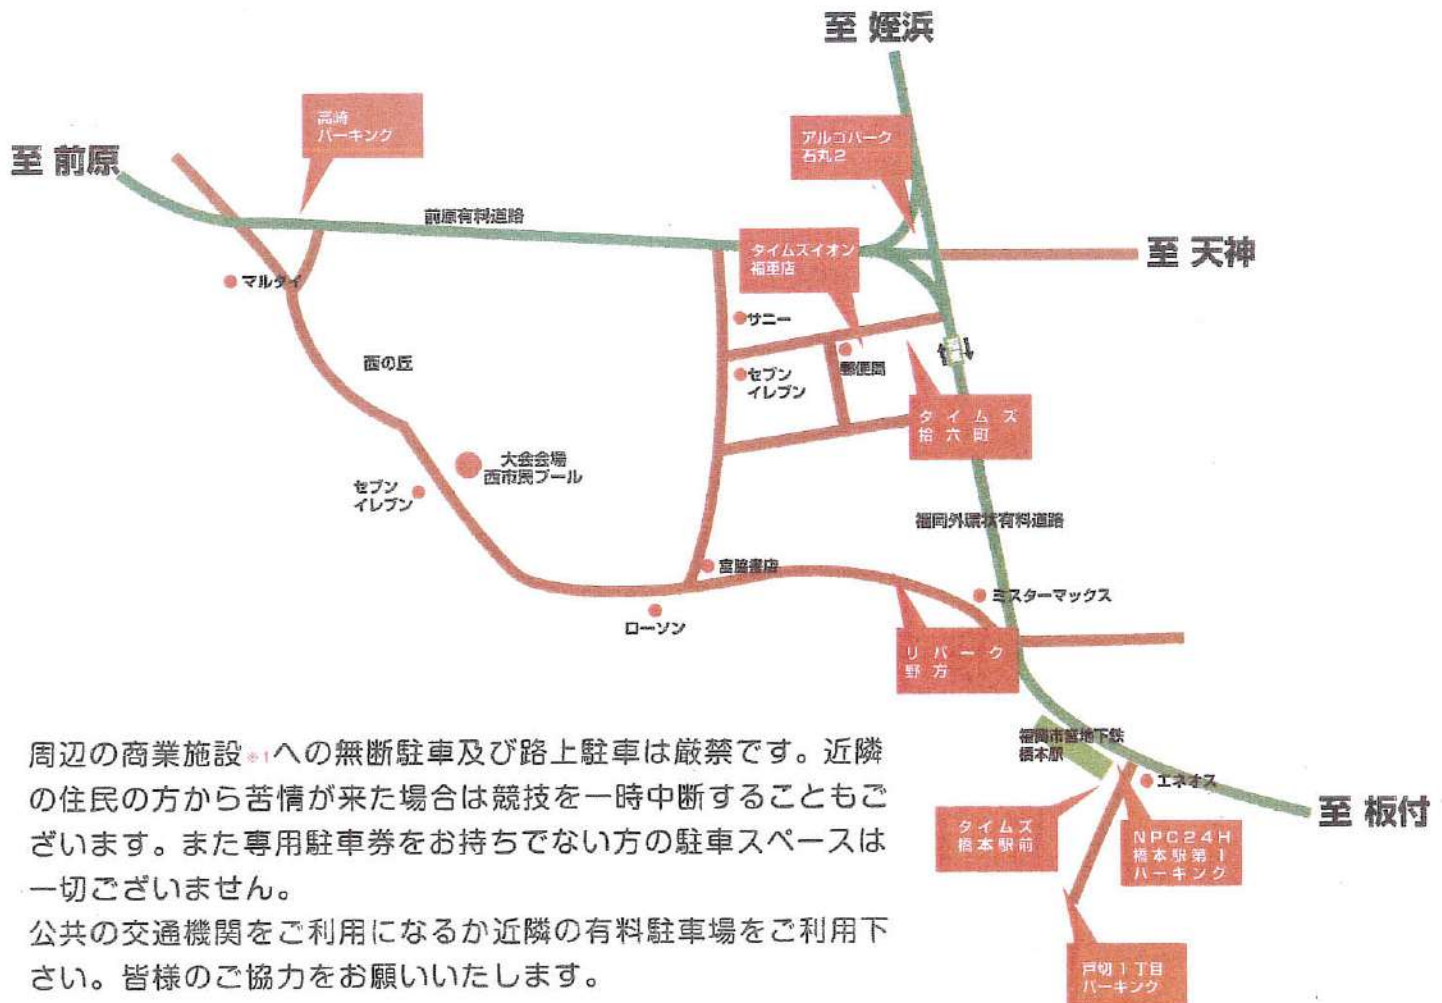 至 姪浜
高崎
パーキング
アルコパーク
石丸2
至 前原
前原有料道路
タイムズイオン
福重店
至 天神
マルタイ
サニー
西の丘
郵便局
セブン
イレブン
タイムズ
拾六町
大会会場
西市民プール
セブン
イレブン
福岡外環状有料道路
宮脇書店
ミスターマックス
ローソン
リパーク
野方
福岡市営地下鉄
橋本駅
エネオス
至 板付
タイムズ
橋本駅前
NPC24H
橋本駅第1
パーキング
戸切1丁目
パーキング
周辺の商業施設※1への無断駐車及び路上駐車は厳禁です。近隣
の住民の方から苦情が来た場合は競技を一時中断することもご
ざいます。また専用駐車券をお持ちでない方の駐車スペースは
一切ございません。
公共の交通機関をご利用になるか近隣の有料駐車場をご利用下
さい。皆様のご協力をお願いいたします。